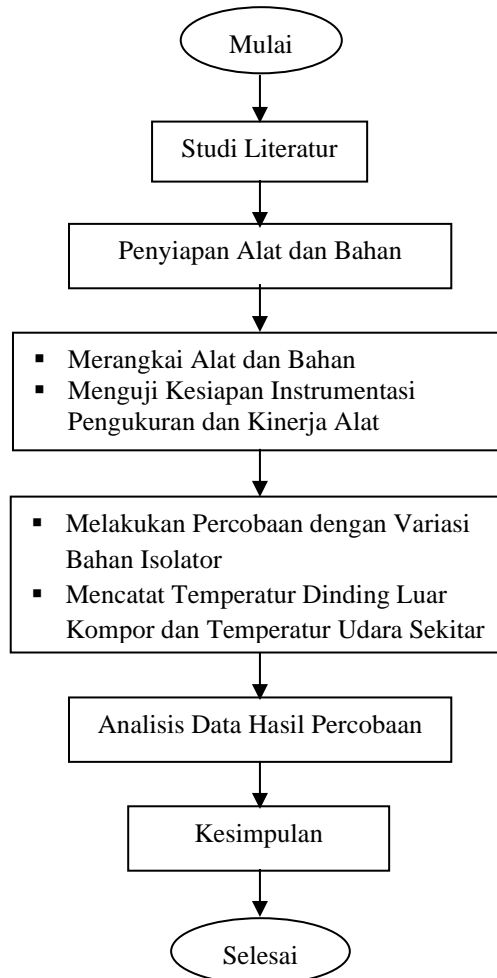 Mulai
Studi Literatur
Penyiapan Alat dan Bahan
▪ Merangkai Alat dan Bahan
▪ Menguji Kesiapan Instrumentasi
Pengukuran dan Kinerja Alat
▪ Melakukan Percobaan dengan Variasi
Bahan Isolator
▪ Mencatat Temperatur Dinding Luar
Kompor dan Temperatur Udara Sekitar
Analisis Data Hasil Percobaan
Kesimpulan
Selesai